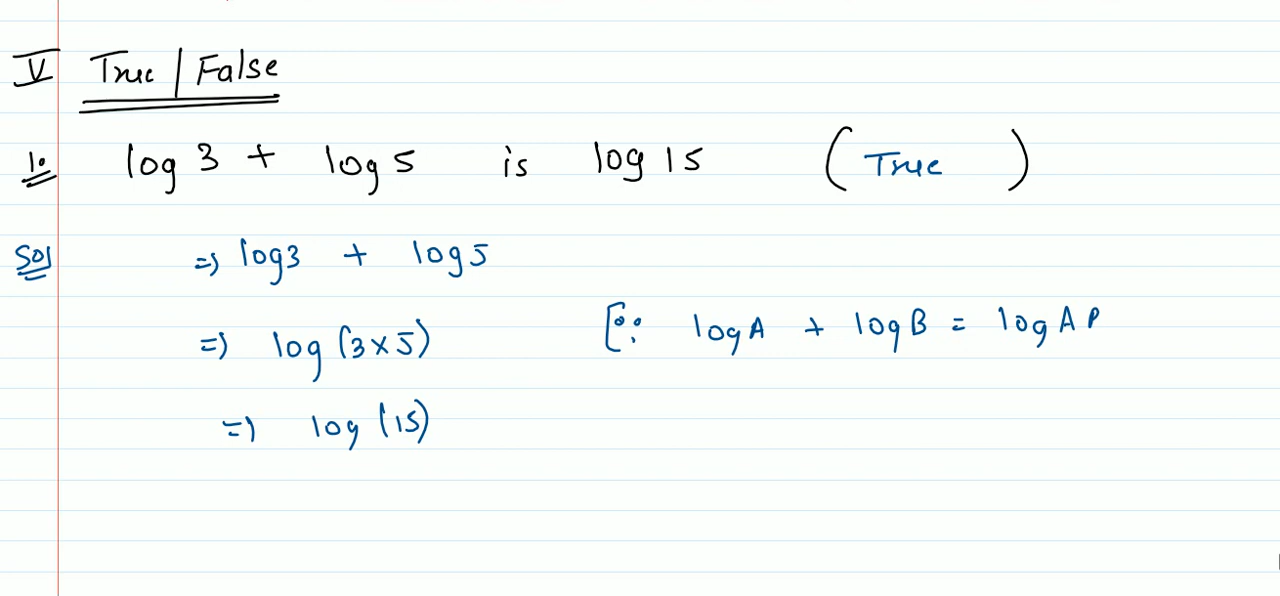 V True | False
1. log 3 + log 5 is log 15 ( True )
Sol ⇒ log3 + log5
⇒ log (3×5) [∵ log A + log B = log A P
⇒ log (15)